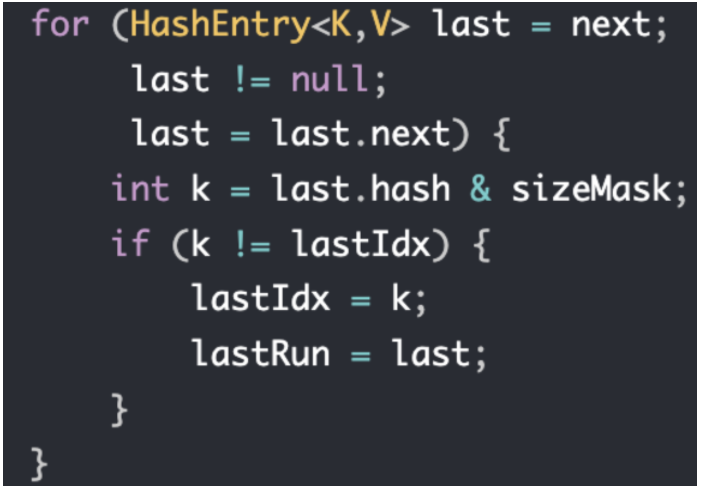 for (HashEntry<K,V> last = next;
     last != null;
     last = last.next) {
    int k = last.hash & sizeMask;
    if (k != lastIdx) {
        lastIdx = k;
        lastRun = last;
    }
}